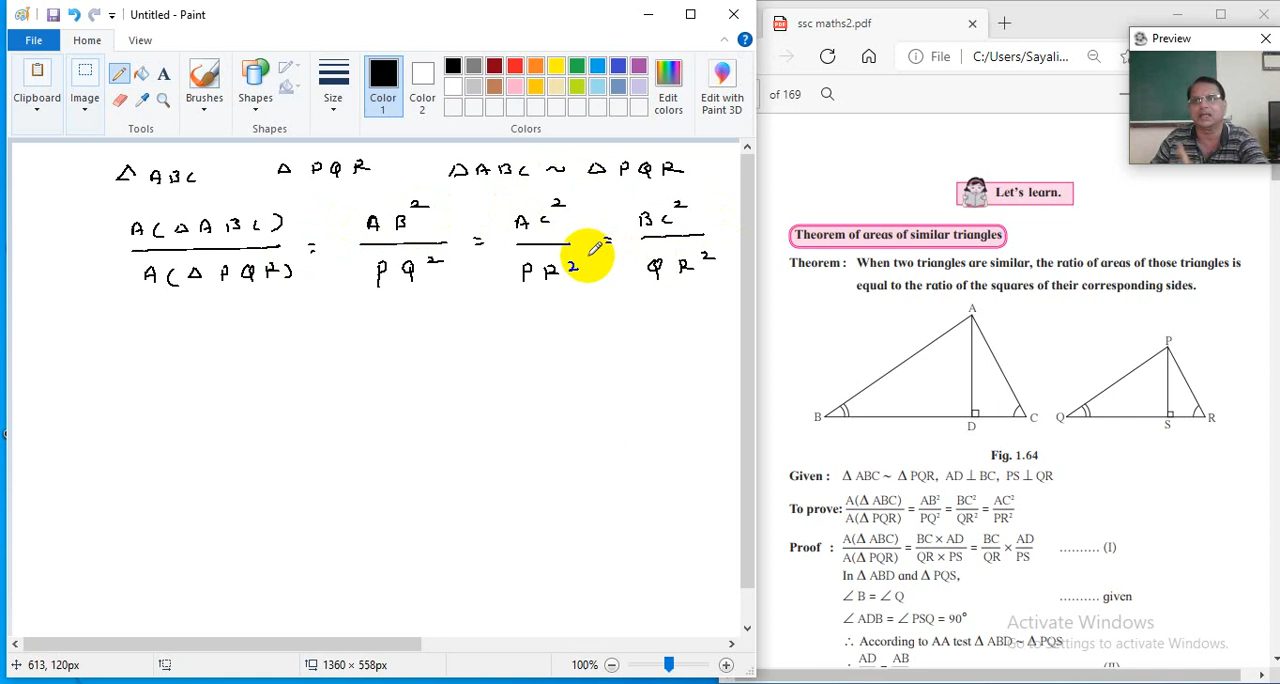 Untitled - Paint
File
Home
View
Clipboard
Image
Tools
Brushes
Shapes
Shapes
Size
Color 1
Color 2
Edit colors
Colors
Edit with Paint 3D
Δ ABC    Δ PQR    Δ ABC ~ Δ PQR
A(Δ ABC) / A(Δ PQR) = AB² / PQ² = AC² / PR² = BC² / QR²
613, 120px
1360 × 558px
100%
ssc maths2.pdf
File
C:/Users/Sayali...
of 169
Preview
Let's learn.
Theorem of areas of similar triangles
Theorem : When two triangles are similar, the ratio of areas of those triangles is
equal to the ratio of the squares of their corresponding sides.
A
B
D
C
P
Q
S
R
Fig. 1.64
Given : Δ ABC ~ Δ PQR, AD ⊥ BC, PS ⊥ QR
To prove: A(Δ ABC) / A(Δ PQR) = AB² / PQ² = BC² / QR² = AC² / PR²
Proof : A(Δ ABC) / A(Δ PQR) = BC × AD / QR × PS = BC / QR × AD / PS .......... (I)
In Δ ABD and Δ PQS,
∠ B = ∠ Q .......... given
∠ ADB = ∠ PSQ = 90°
∴ According to AA test Δ ABD ~ Δ PQS
∴ AD AB (II)
Activate Windows
Go to Settings to activate Windows.